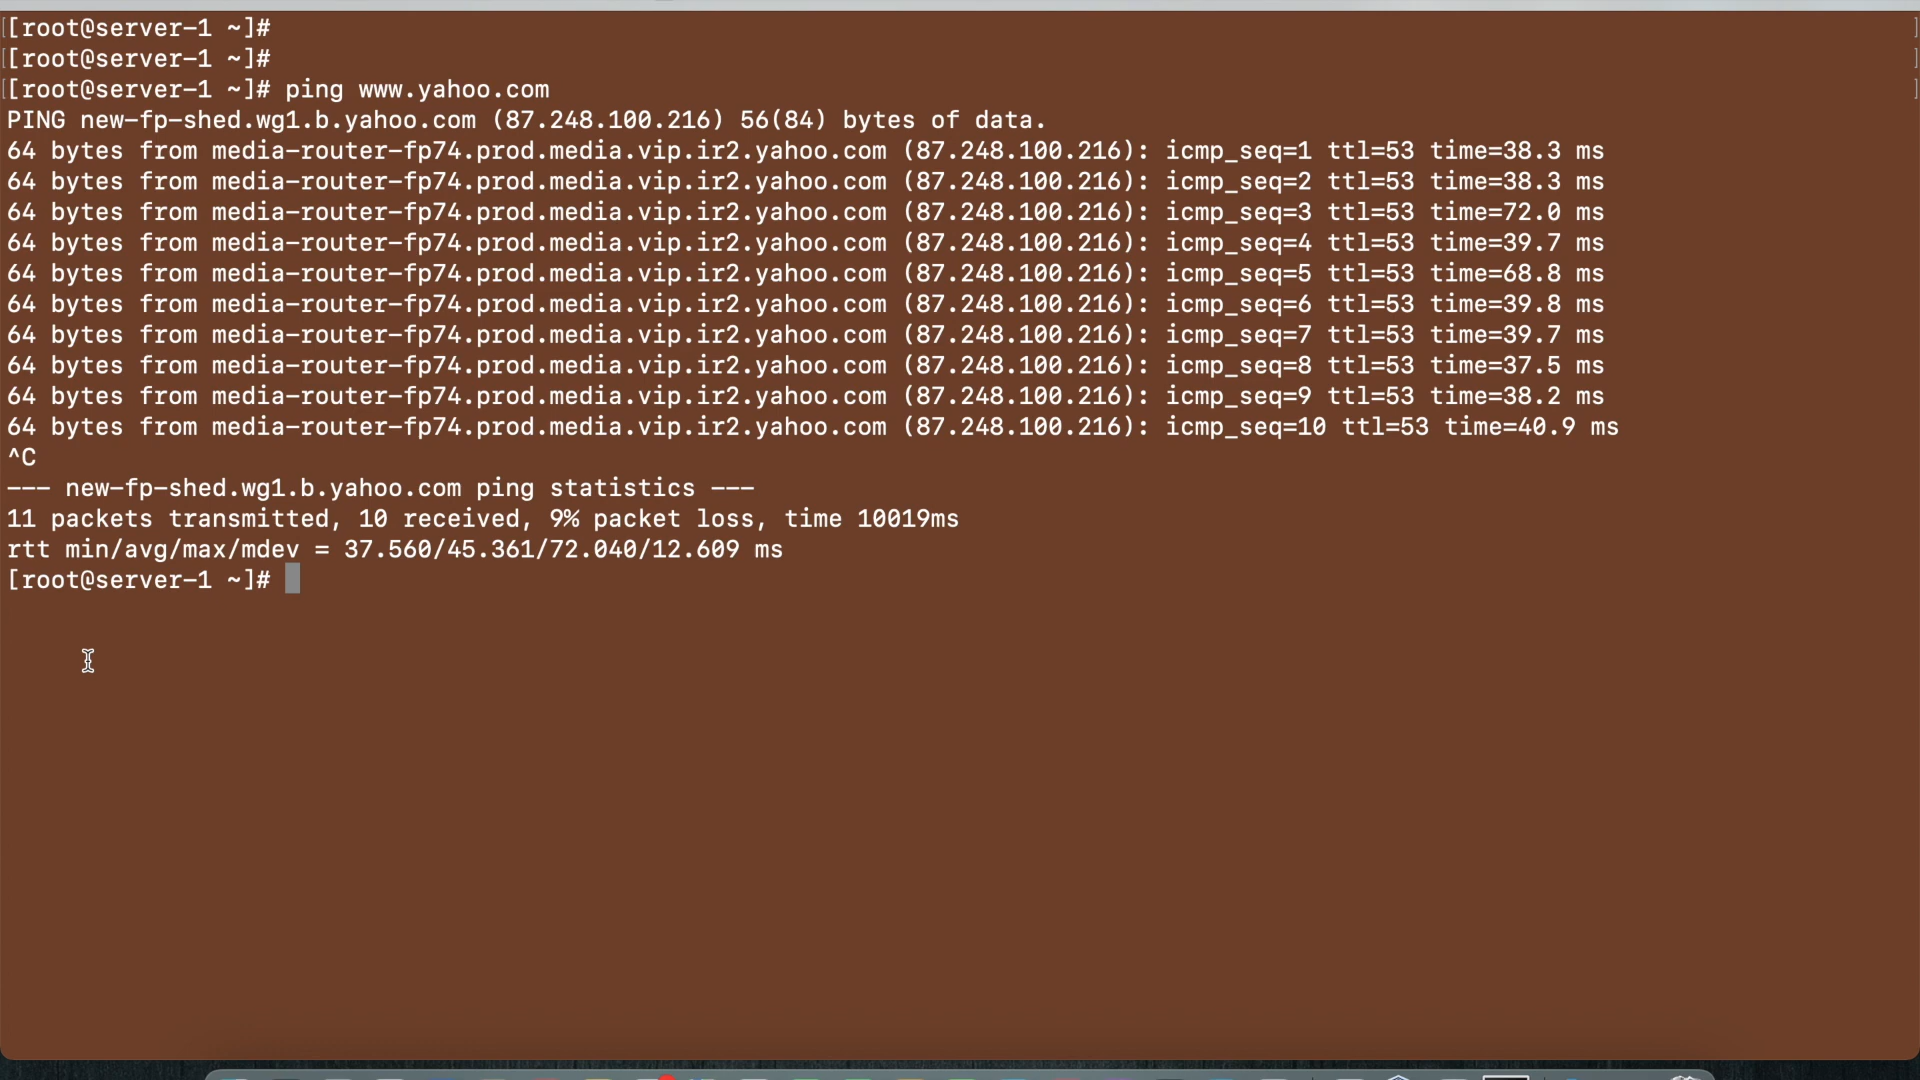 [root@server-1 ~]#
[root@server-1 ~]#
[root@server-1 ~]# ping www.yahoo.com
PING new-fp-shed.wg1.b.yahoo.com (87.248.100.216) 56(84) bytes of data.
64 bytes from media-router-fp74.prod.media.vip.ir2.yahoo.com (87.248.100.216): icmp_seq=1 ttl=53 time=38.3 ms
64 bytes from media-router-fp74.prod.media.vip.ir2.yahoo.com (87.248.100.216): icmp_seq=2 ttl=53 time=38.3 ms
64 bytes from media-router-fp74.prod.media.vip.ir2.yahoo.com (87.248.100.216): icmp_seq=3 ttl=53 time=72.0 ms
64 bytes from media-router-fp74.prod.media.vip.ir2.yahoo.com (87.248.100.216): icmp_seq=4 ttl=53 time=39.7 ms
64 bytes from media-router-fp74.prod.media.vip.ir2.yahoo.com (87.248.100.216): icmp_seq=5 ttl=53 time=68.8 ms
64 bytes from media-router-fp74.prod.media.vip.ir2.yahoo.com (87.248.100.216): icmp_seq=6 ttl=53 time=39.8 ms
64 bytes from media-router-fp74.prod.media.vip.ir2.yahoo.com (87.248.100.216): icmp_seq=7 ttl=53 time=39.7 ms
64 bytes from media-router-fp74.prod.media.vip.ir2.yahoo.com (87.248.100.216): icmp_seq=8 ttl=53 time=37.5 ms
64 bytes from media-router-fp74.prod.media.vip.ir2.yahoo.com (87.248.100.216): icmp_seq=9 ttl=53 time=38.2 ms
64 bytes from media-router-fp74.prod.media.vip.ir2.yahoo.com (87.248.100.216): icmp_seq=10 ttl=53 time=40.9 ms
^C
--- new-fp-shed.wg1.b.yahoo.com ping statistics ---
11 packets transmitted, 10 received, 9% packet loss, time 10019ms
rtt min/avg/max/mdev = 37.560/45.361/72.040/12.609 ms
[root@server-1 ~]#